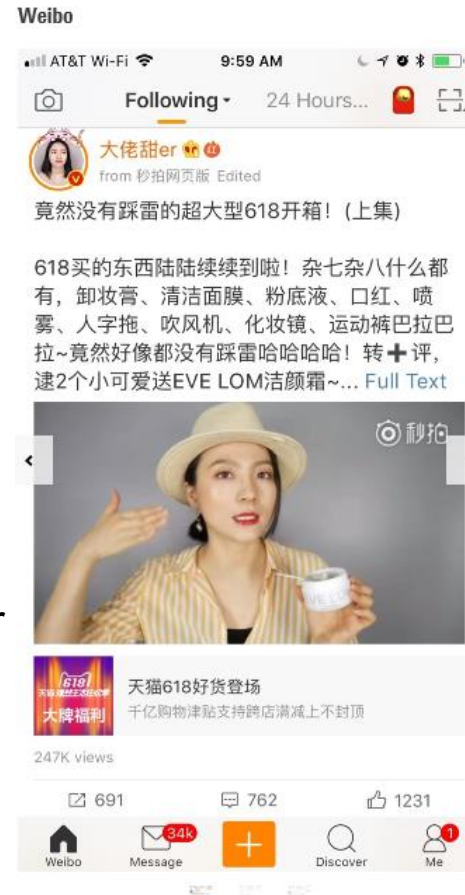 Weibo
AT&T Wi-Fi 9:59 AM
Following 24 Hours...
大佬甜er
from 秒拍网页版 Edited
竟然没有踩雷的超大型618开箱！(上集)
618买的东西陆陆续续到啦！杂七杂八什么都
有，卸妆膏、清洁面膜、粉底液、口红、喷
雾、人字拖、吹风机、化妆镜、运动裤巴拉巴
拉~竟然好像都没有踩雷哈哈哈哈！转➕评，
逮2个小可爱送EVE LOM洁颜霜~... Full Text
秒拍
EVE LOM
618
大牌福利
天猫618好货登场
千亿购物津贴支持跨店满减上不封顶
247K views
691 762 1231
34k 1
Weibo Message Discover Me